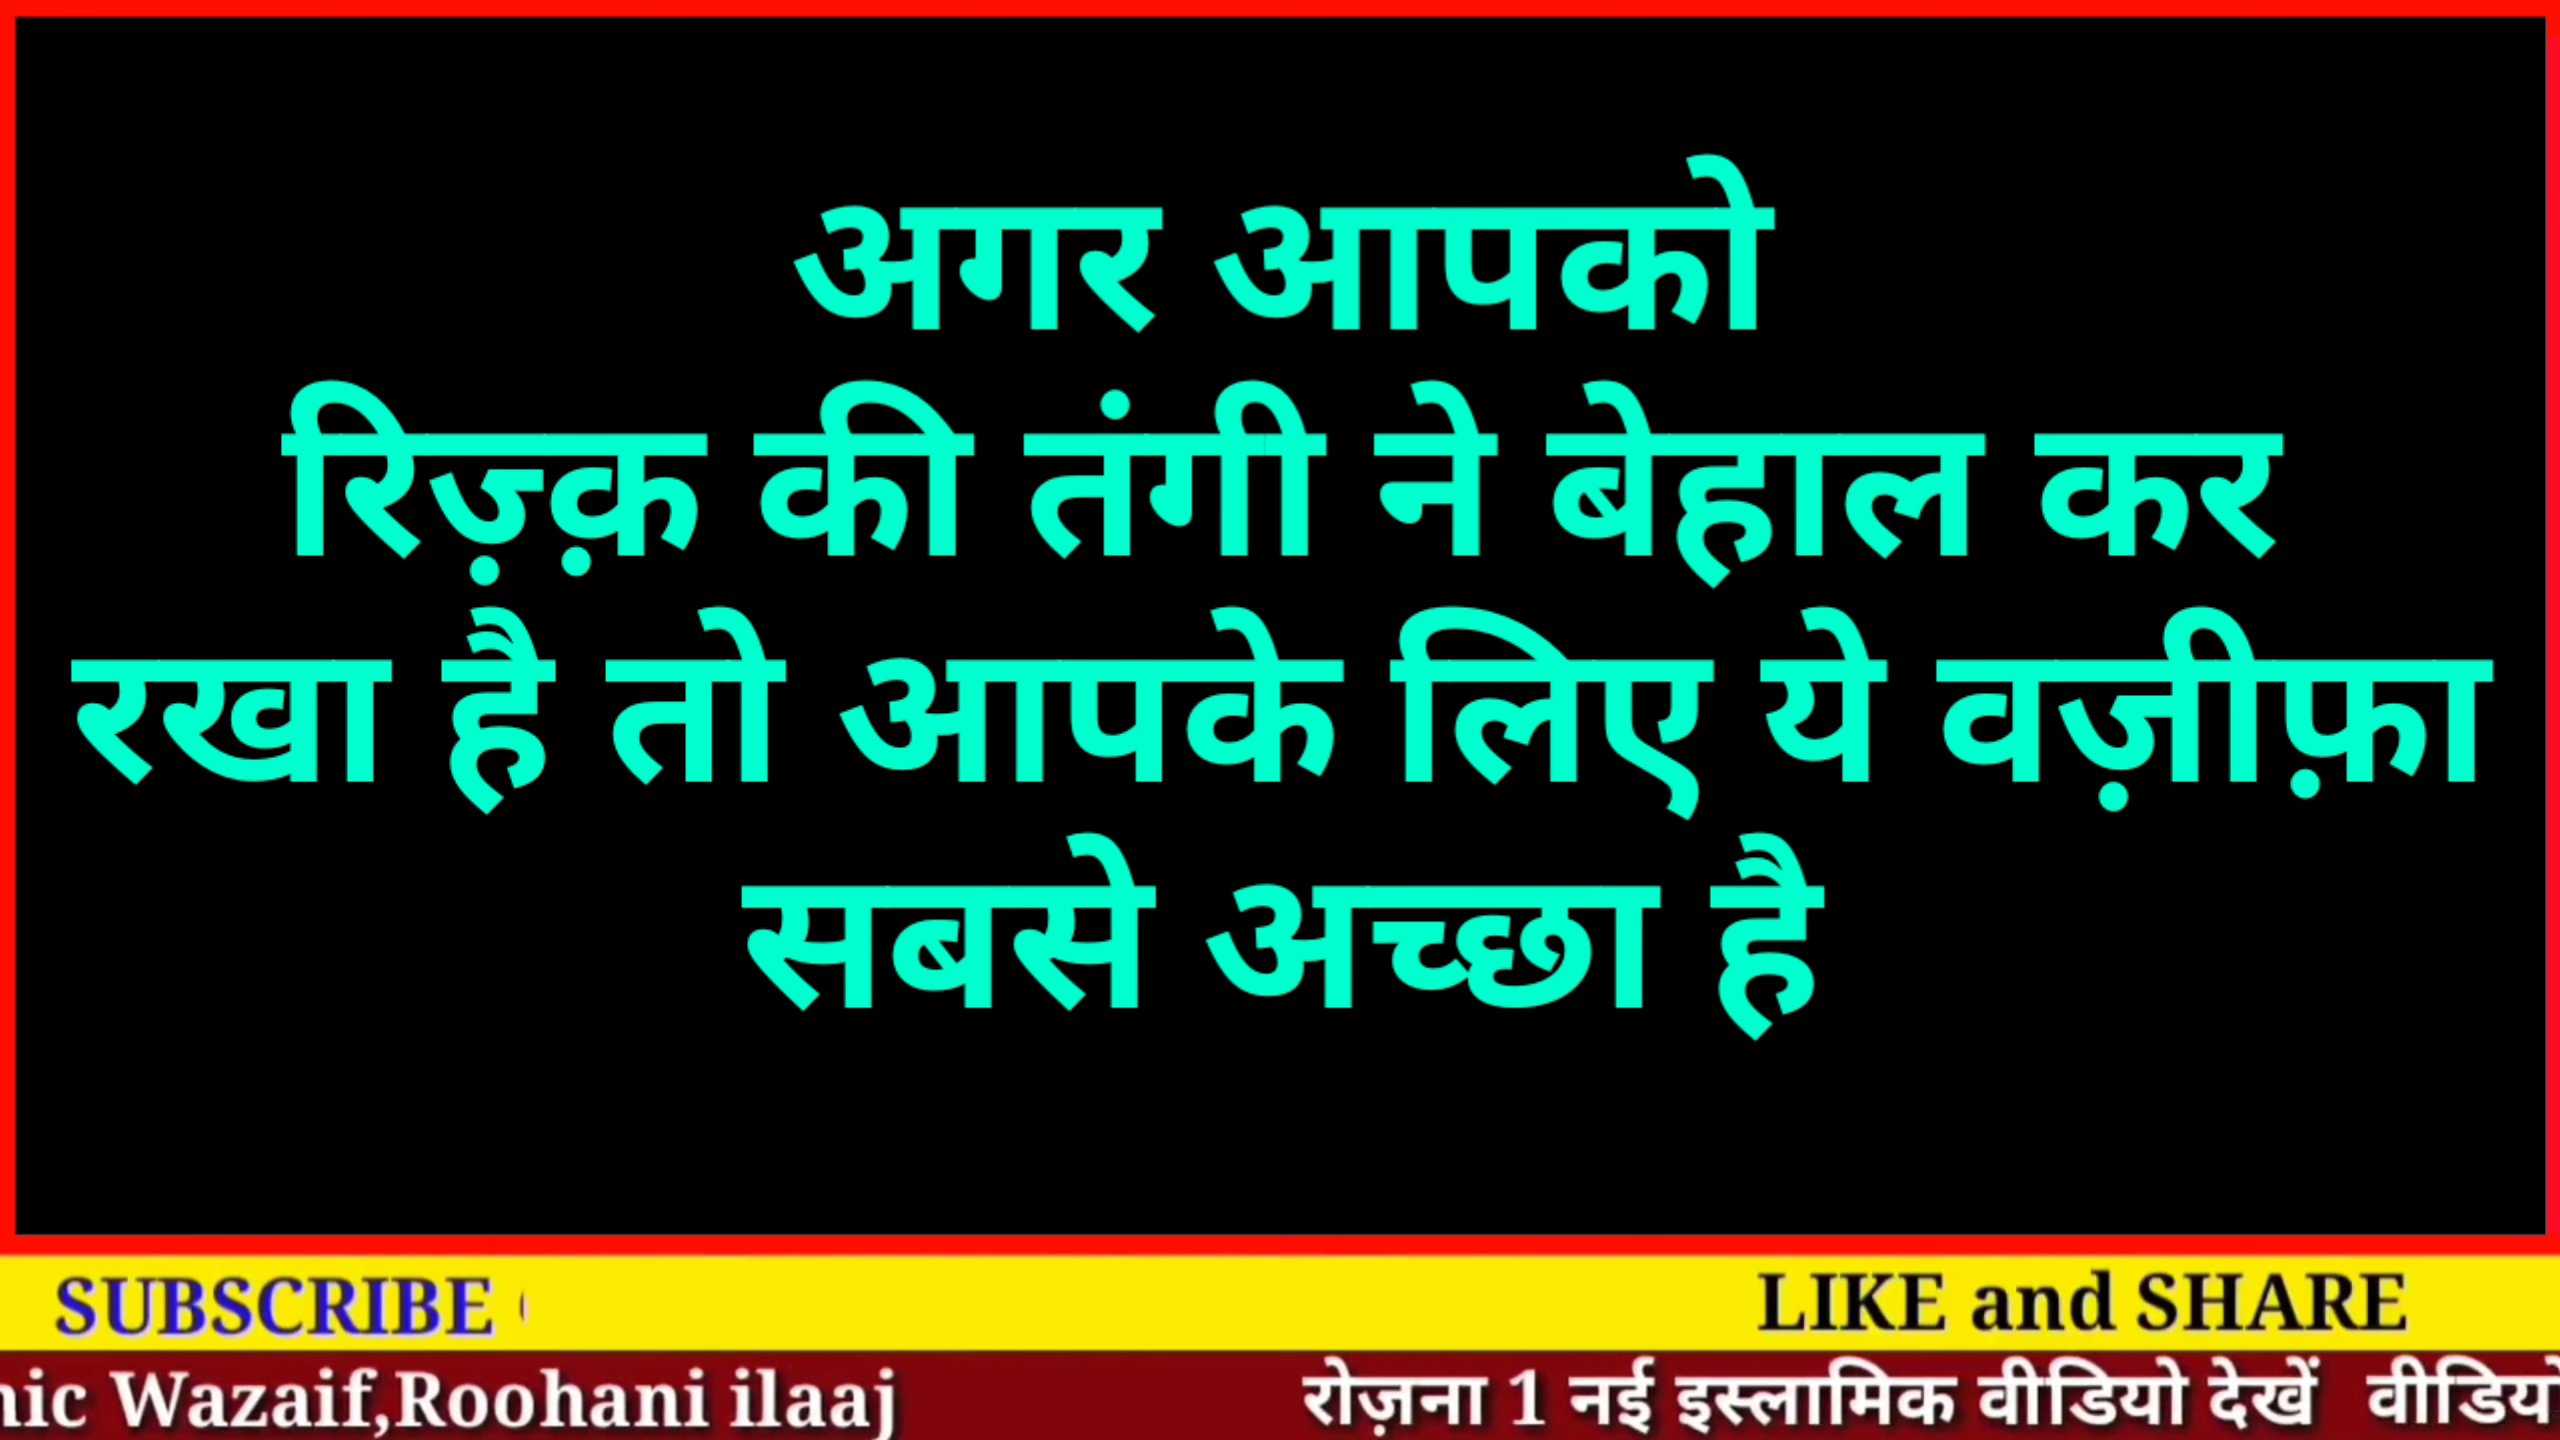 अगर आपको
रिज़्क़ की तंगी ने बेहाल कर
रखा है तो आपके लिए ये वज़ीफ़ा
सबसे अच्छा है
SUBSCRIBE
LIKE and SHARE
Wazaif,Roohani ilaaj
रोज़ना 1 नई इस्लामिक वीडियो देखें